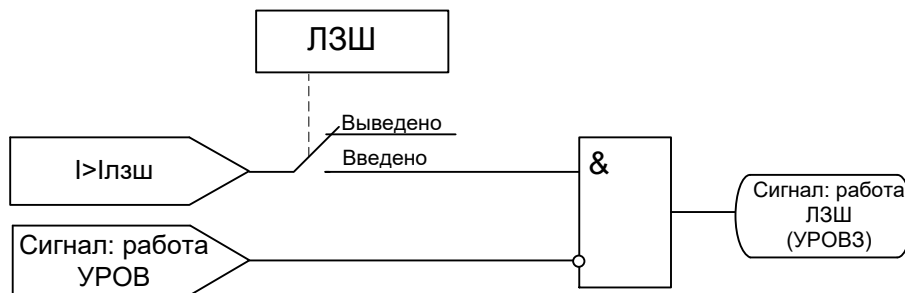 ЛЗШ
Выведено
I>Iлзш
Введено
&
Сигнал: работа
ЛЗШ
(УРОВЗ)
Сигнал: работа
УРОВ